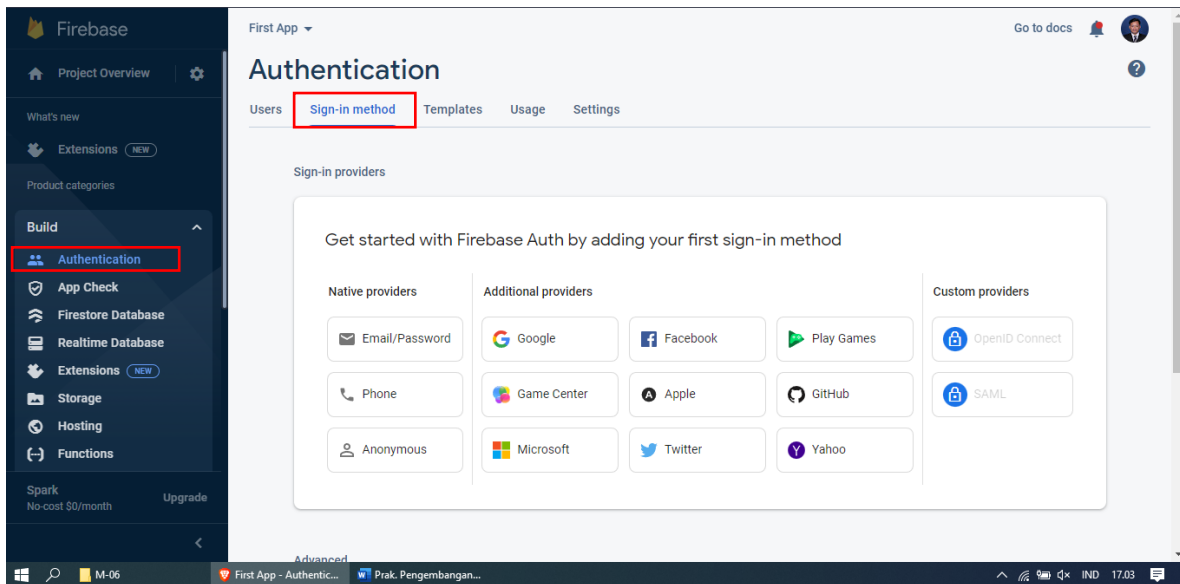 Firebase
Project Overview
What's new
Extensions NEW
Product categories
Build
Authentication
App Check
Firestore Database
Realtime Database
Extensions NEW
Storage
Hosting
Functions
Spark
No-cost $0/month
Upgrade
First App
Go to docs
Authentication
Users
Sign-in method
Templates
Usage
Settings
Sign-in providers
Get started with Firebase Auth by adding your first sign-in method
Native providers
Email/Password
Phone
Anonymous
Additional providers
Google
Facebook
Play Games
Game Center
Apple
GitHub
Microsoft
Twitter
Yahoo
Custom providers
OpenID Connect
SAML
Advanced
M-06
First App - Authentic...
Prak. Pengembangan...
IND
17.03